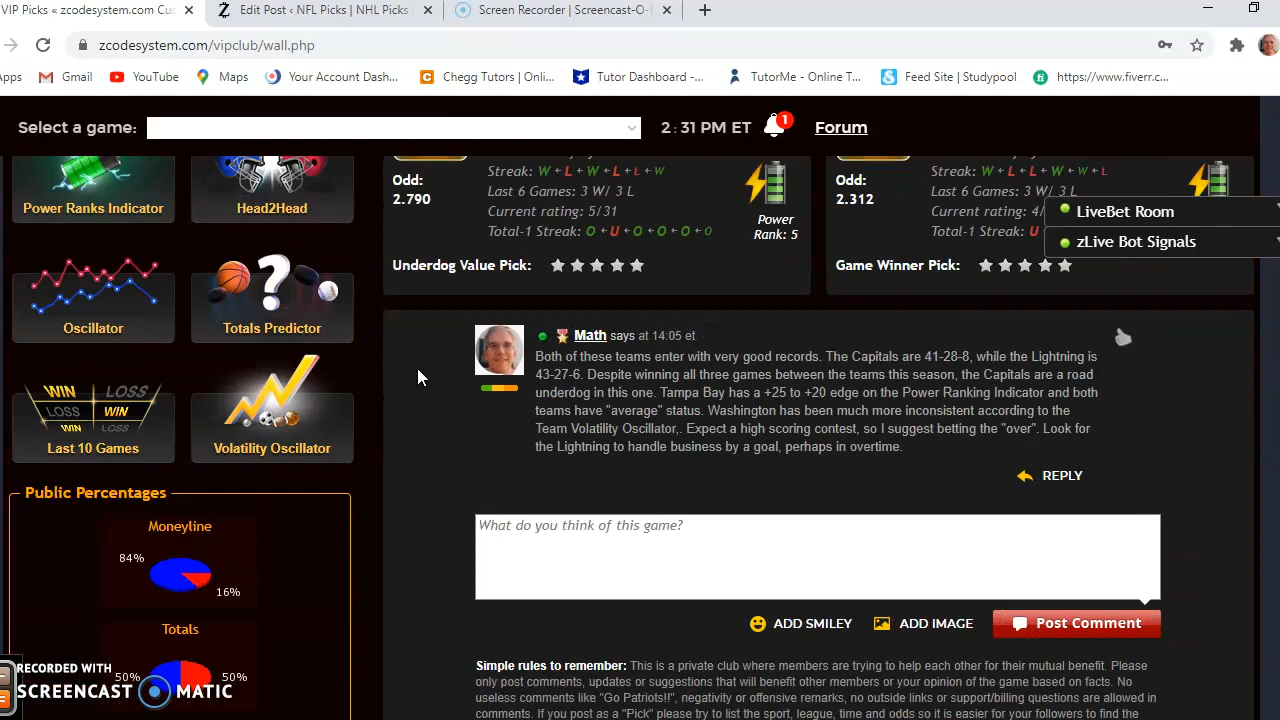 VIP Picks « zcodesystem.com Cus
Edit Post ‹ NFL Picks | NHL Picks
Screen Recorder | Screencast-O-
zcodesystem.com/vipclub/wall.php
Apps
Gmail
YouTube
Maps
Your Account Dash...
Chegg Tutors | Onli...
Tutor Dashboard -...
TutorMe - Online T...
Feed Site | Studypool
https://www.fiverr.c...
Select a game:
2:31 PM ET
1
Forum
Power Ranks Indicator
Head2Head
Oscillator
Totals Predictor
WIN LOSS
LOSS WIN
WIN LOSS
Last 10 Games
Volatility Oscillator
Public Percentages
Moneyline
84%
16%
Totals
50%
50%
RECORDED WITH
SCREENCAST MATIC
Odd:
2.790
Streak: W L W L L W
Last 6 Games: 3 W/ 3 L
Current rating: 5/31
Total-1 Streak: O U O O O O
Power
Rank: 5
Underdog Value Pick:
Odd:
2.312
Streak: W L W L W L
Last 6 Games: 3 W/ 3 L
Current rating: 4/
Total-1 Streak: U
Game Winner Pick:
LiveBet Room
zLive Bot Signals
Math says at 14:05 et
Both of these teams enter with very good records. The Capitals are 41-28-8, while the Lightning is
43-27-6. Despite winning all three games between the teams this season, the Capitals are a road
underdog in this one. Tampa Bay has a +25 to +20 edge on the Power Ranking Indicator and both
teams have "average" status. Washington has been much more inconsistent according to the
Team Volatility Oscillator,. Expect a high scoring contest, so I suggest betting the "over". Look for
the Lightning to handle business by a goal, perhaps in overtime.
REPLY
What do you think of this game?
ADD SMILEY
ADD IMAGE
Post Comment
Simple rules to remember: This is a private club where members are trying to help each other for their mutual benefit. Please
only post comments, updates or suggestions that will benefit other members or your opinion of the game based on facts. No
useless comments like "Go Patriots!!", negativity or offensive remarks, no outside links or support/billing questions are allowed in
comments. If you post as a "Pick" please try to list the sport, league, time and odds so it is easier for your followers to find the